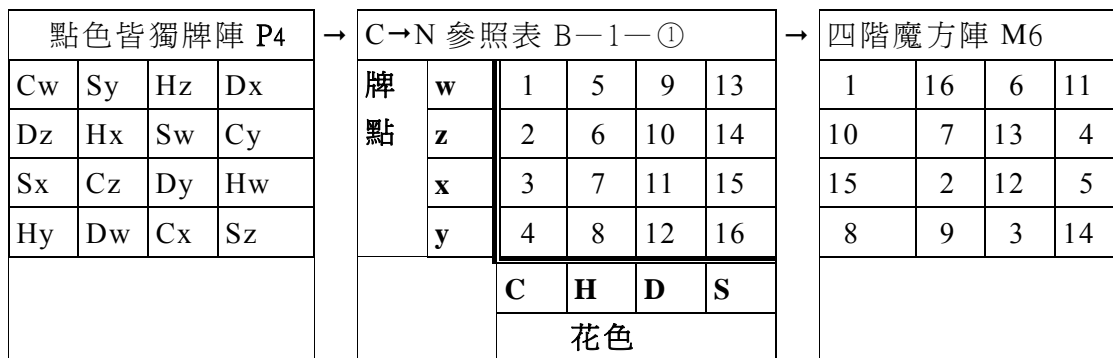 點色皆獨牌陣 P4 → C→N 參照表 B－1－① → 四階魔方陣 M6
Cw Sy Hz Dx 牌 w 1 5 9 13 1 16 6 11
Dz Hx Sw Cy 點 z 2 6 10 14 10 7 13 4
Sx Cz Dy Hw x 3 7 11 15 15 2 12 5
Hy Dw Cx Sz y 4 8 12 16 8 9 3 14
C H D S
花色